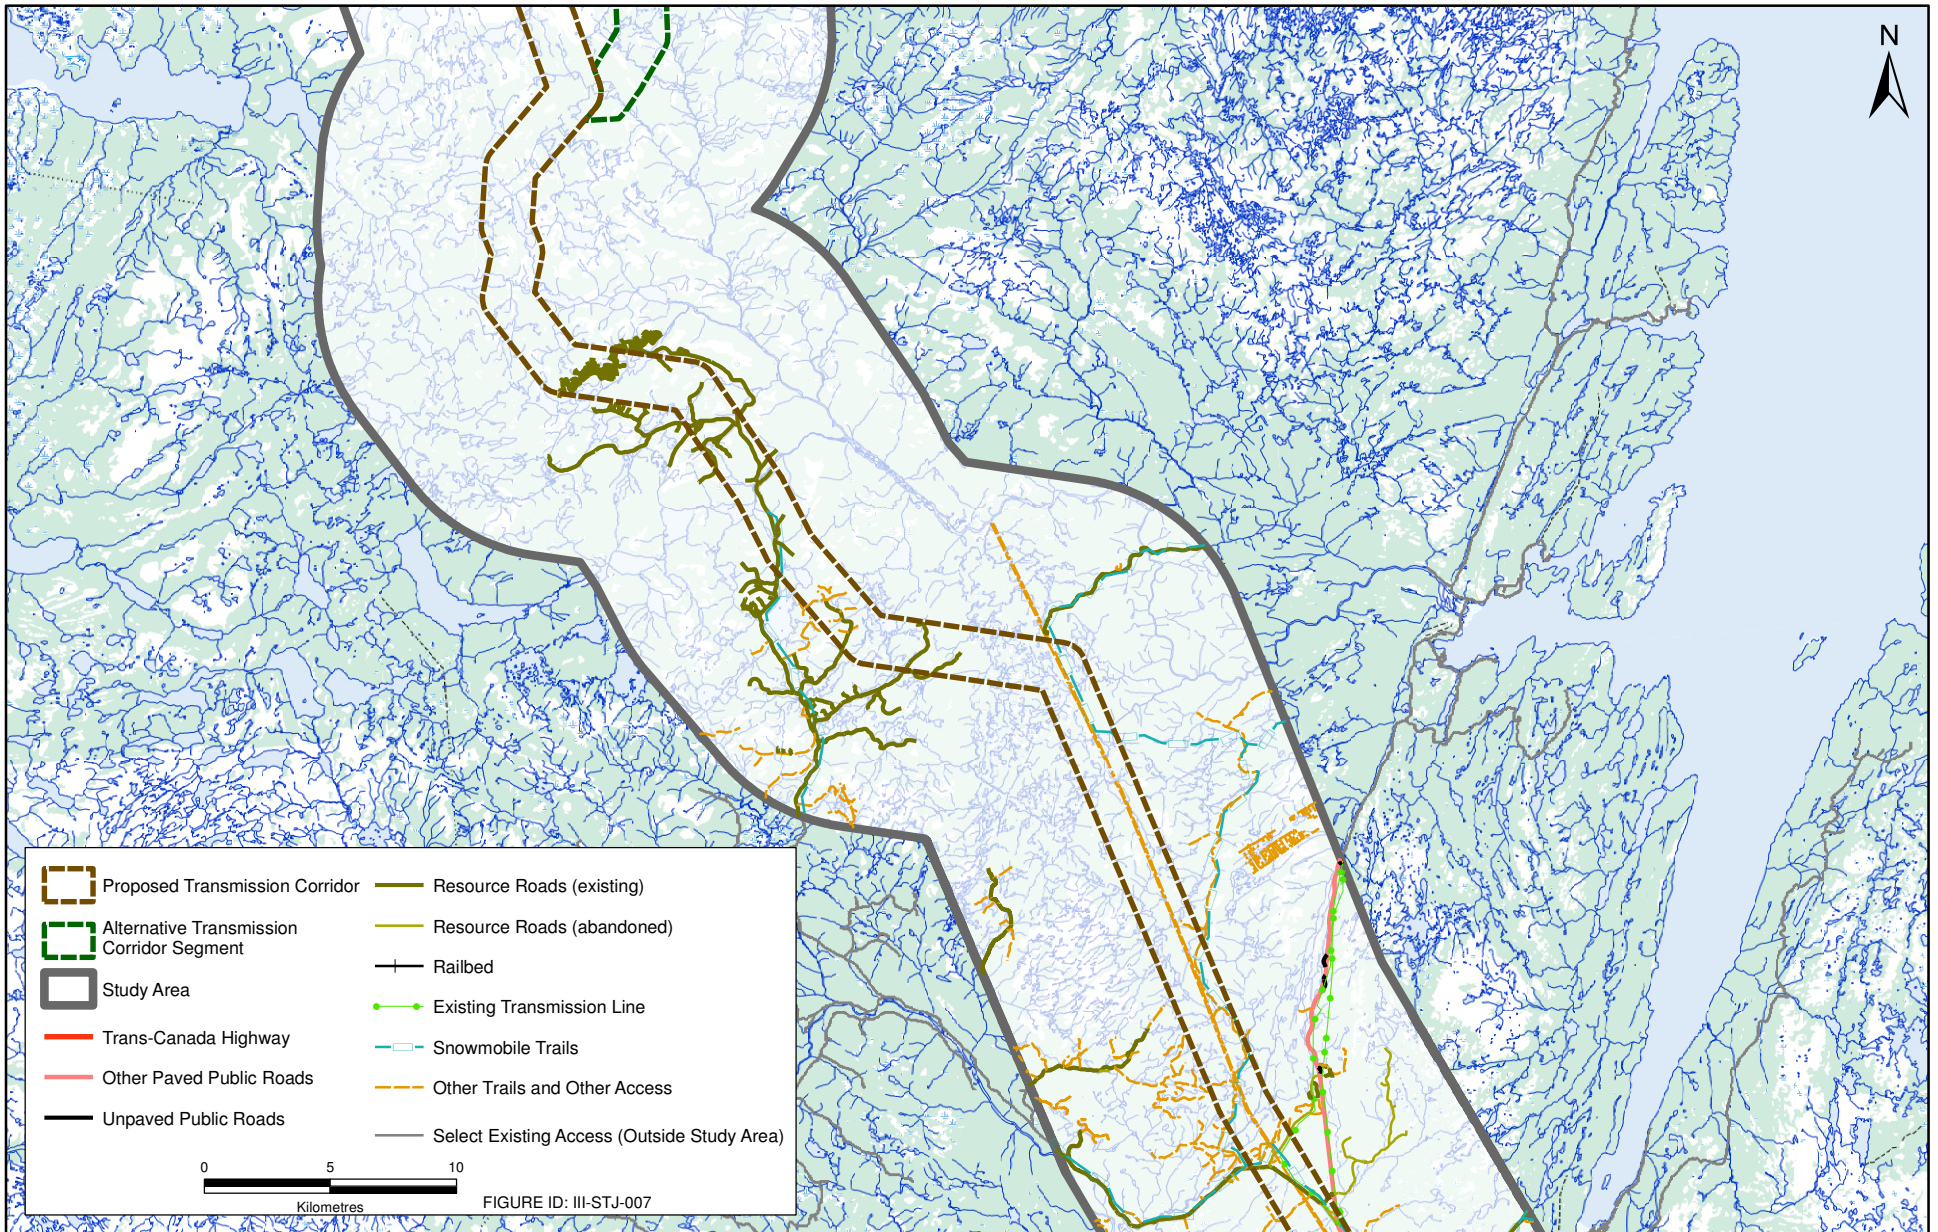 N
Proposed Transmission Corridor
Alternative Transmission
Corridor Segment
Study Area
Trans-Canada Highway
Other Paved Public Roads
Unpaved Public Roads
Resource Roads (existing)
Resource Roads (abandoned)
Railbed
Existing Transmission Line
Snowmobile Trails
Other Trails and Other Access
Select Existing Access (Outside Study Area)
0 5 10
Kilometres
FIGURE ID: III-STJ-007